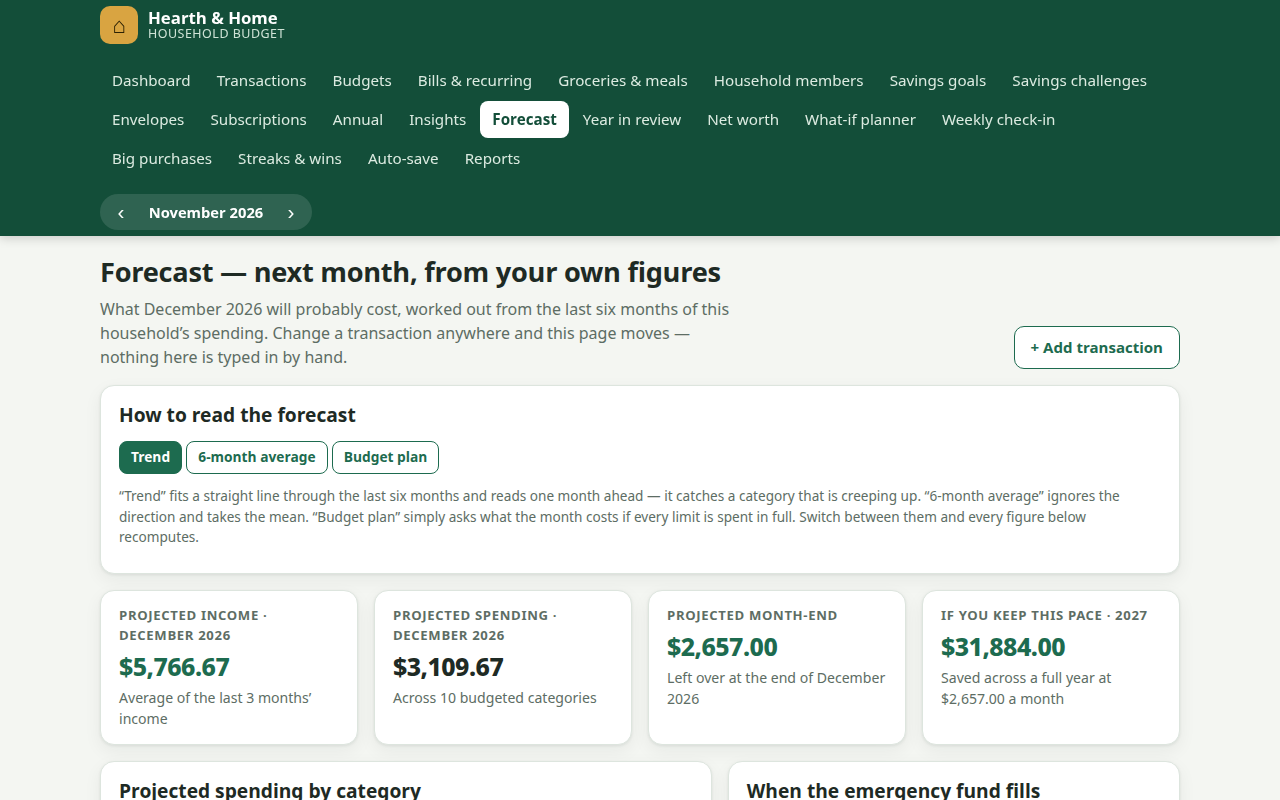 Hearth & Home
HOUSEHOLD BUDGET
Dashboard Transactions Budgets Bills & recurring Groceries & meals Household members Savings goals Savings challenges
Envelopes Subscriptions Annual Insights Forecast Year in review Net worth What-if planner Weekly check-in
Big purchases Streaks & wins Auto-save Reports
‹ November 2026 ›
Forecast — next month, from your own figures
What December 2026 will probably cost, worked out from the last six months of this
household’s spending. Change a transaction anywhere and this page moves —
nothing here is typed in by hand.
+ Add transaction
How to read the forecast
Trend 6-month average Budget plan
“Trend” fits a straight line through the last six months and reads one month ahead — it catches a category that is creeping up. “6-month average” ignores the
direction and takes the mean. “Budget plan” simply asks what the month costs if every limit is spent in full. Switch between them and every figure below
recomputes.
PROJECTED INCOME ·
DECEMBER 2026
$5,766.67
Average of the last 3 months’
income
PROJECTED SPENDING ·
DECEMBER 2026
$3,109.67
Across 10 budgeted categories
PROJECTED MONTH-END
$2,657.00
Left over at the end of December
2026
IF YOU KEEP THIS PACE · 2027
$31,884.00
Saved across a full year at
$2,657.00 a month
Projected spending by category
When the emergency fund fills